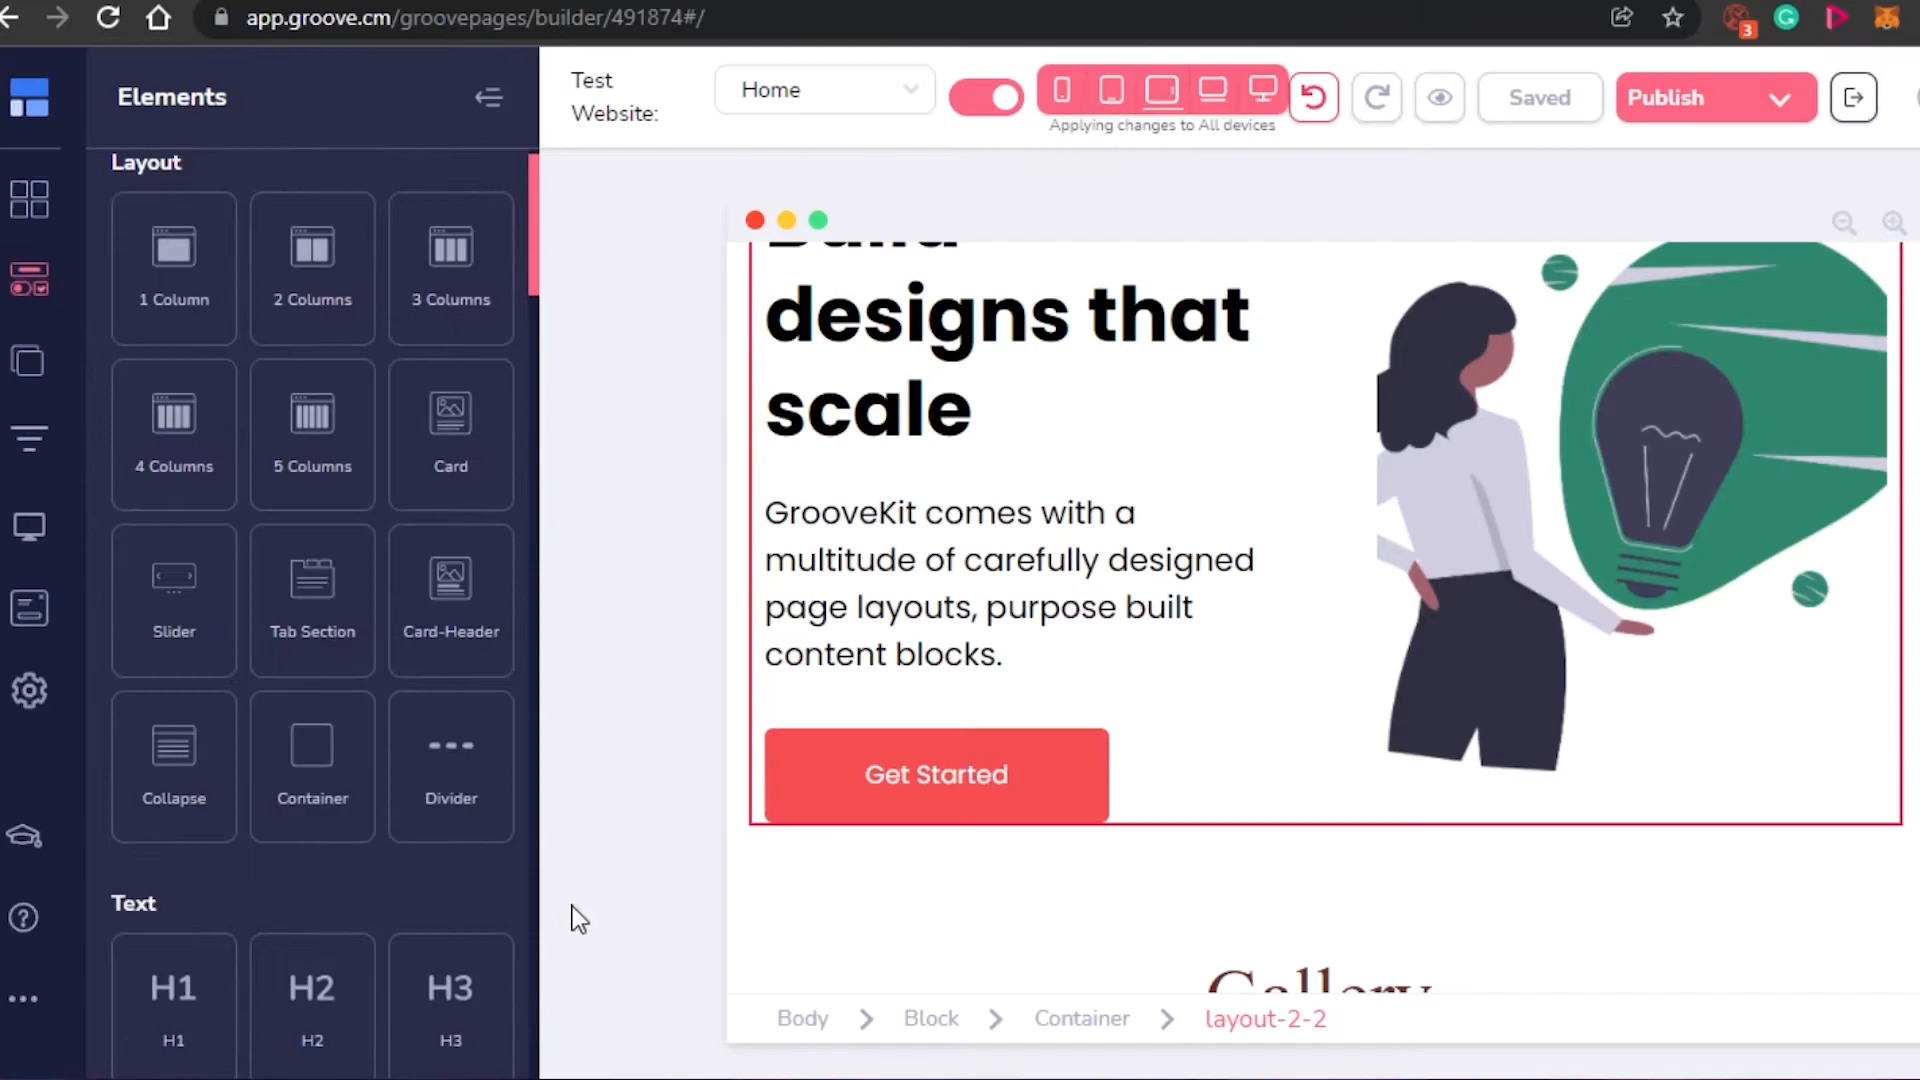 app.groove.cm/groovepages/builder/491874#/
3
Elements
Test
Website:
Home
Applying changes to All devices
Saved
Publish
Layout
1 Column
2 Columns
3 Columns
4 Columns
5 Columns
Card
Slider
Tab Section
Card-Header
Collapse
Container
Divider
Text
H1
H2
H3
H1
H2
H3
Build
designs that
scale
GrooveKit comes with a
multitude of carefully designed
page layouts, purpose built
content blocks.
Get Started
Gallery
Body
Block
Container
layout-2-2